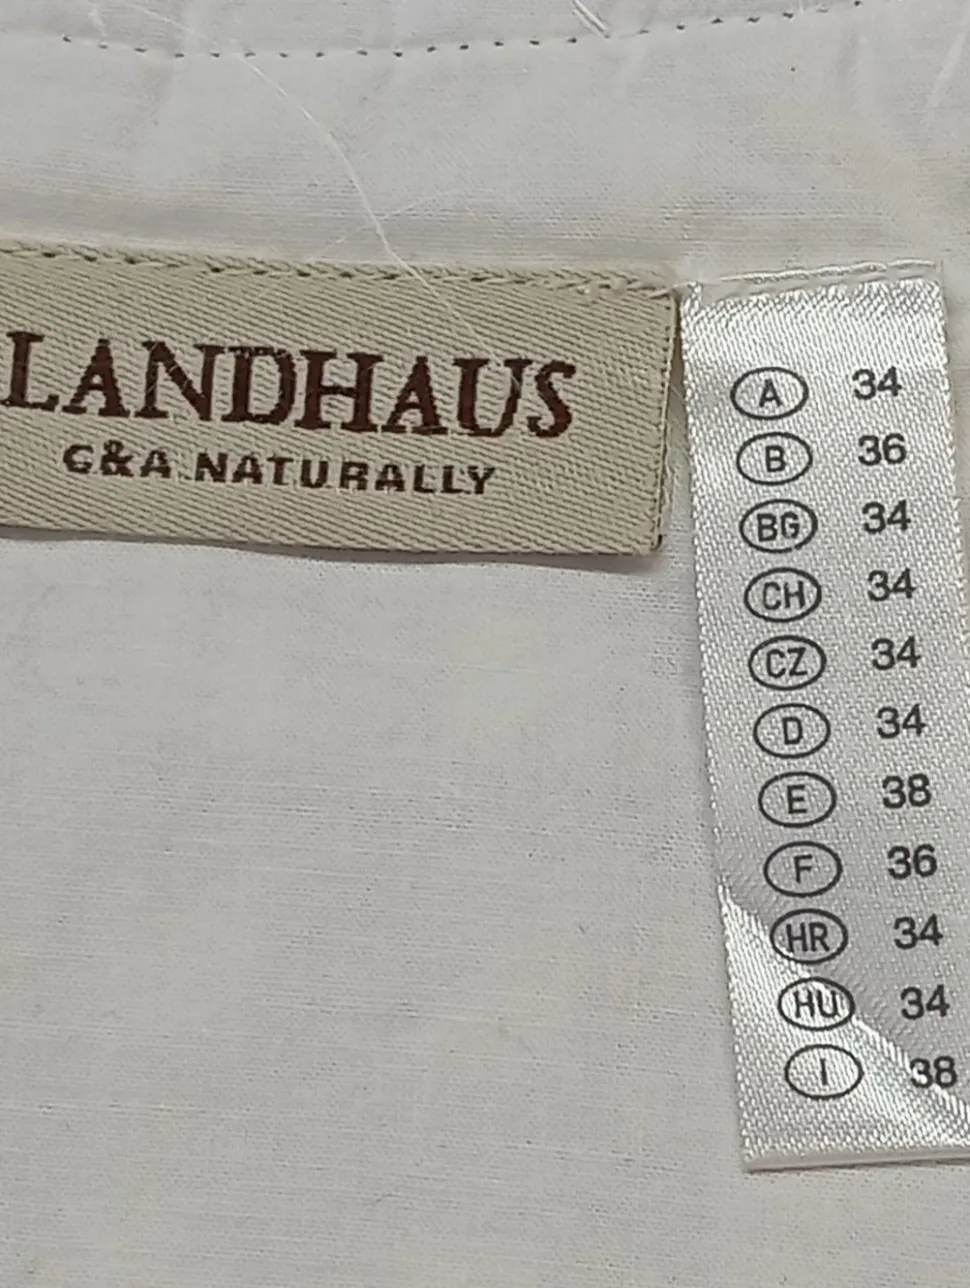 LANDHAUS
C&A NATURALLY
A 34
B 36
BG 34
CH 34
CZ 34
D 34
E 38
F 36
HR 34
HU 34
I 38